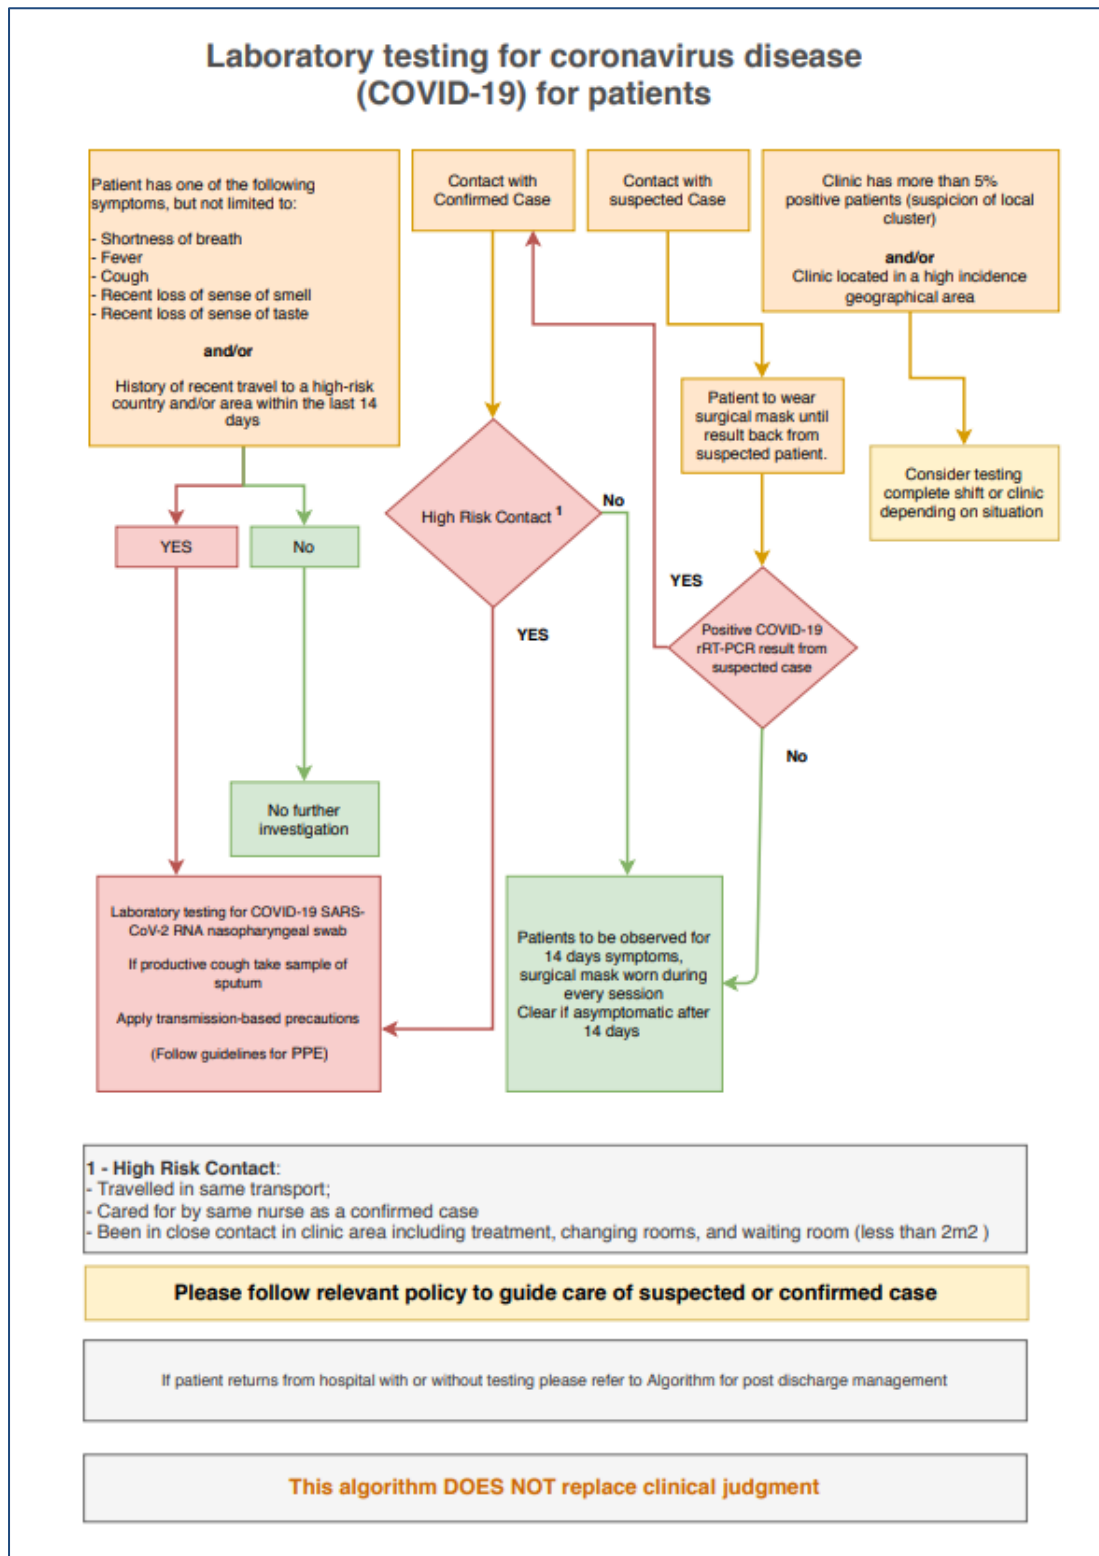 Laboratory testing for coronavirus disease
(COVID-19) for patients
Patient has one of the following
symptoms, but not limited to:
- Shortness of breath
- Fever
- Cough
- Recent loss of sense of smell
- Recent loss of sense of taste
and/or
History of recent travel to a high-risk
country and/or area within the last 14
days
Contact with
Confirmed Case
Contact with
suspected Case
Clinic has more than 5%
positive patients (suspicion of local
cluster)
and/or
Clinic located in a high incidence
geographical area
Patient to wear
surgical mask until
result back from
suspected patient.
Consider testing
complete shift or clinic
depending on situation
High Risk Contact 1
No
YES
No
YES
YES
Positive COVID-19
rRT-PCR result from
suspected case
No
No further
investigation
Laboratory testing for COVID-19 SARS-
CoV-2 RNA nasopharyngeal swab
If productive cough take sample of
sputum
Apply transmission-based precautions
(Follow guidelines for PPE)
Patients to be observed for
14 days symptoms,
surgical mask worn during
every session
Clear if asymptomatic after
14 days
1 - High Risk Contact:
- Travelled in same transport;
- Cared for by same nurse as a confirmed case
- Been in close contact in clinic area including treatment, changing rooms, and waiting room (less than 2m2 )
Please follow relevant policy to guide care of suspected or confirmed case
If patient returns from hospital with or without testing please refer to Algorithm for post discharge management
This algorithm DOES NOT replace clinical judgment